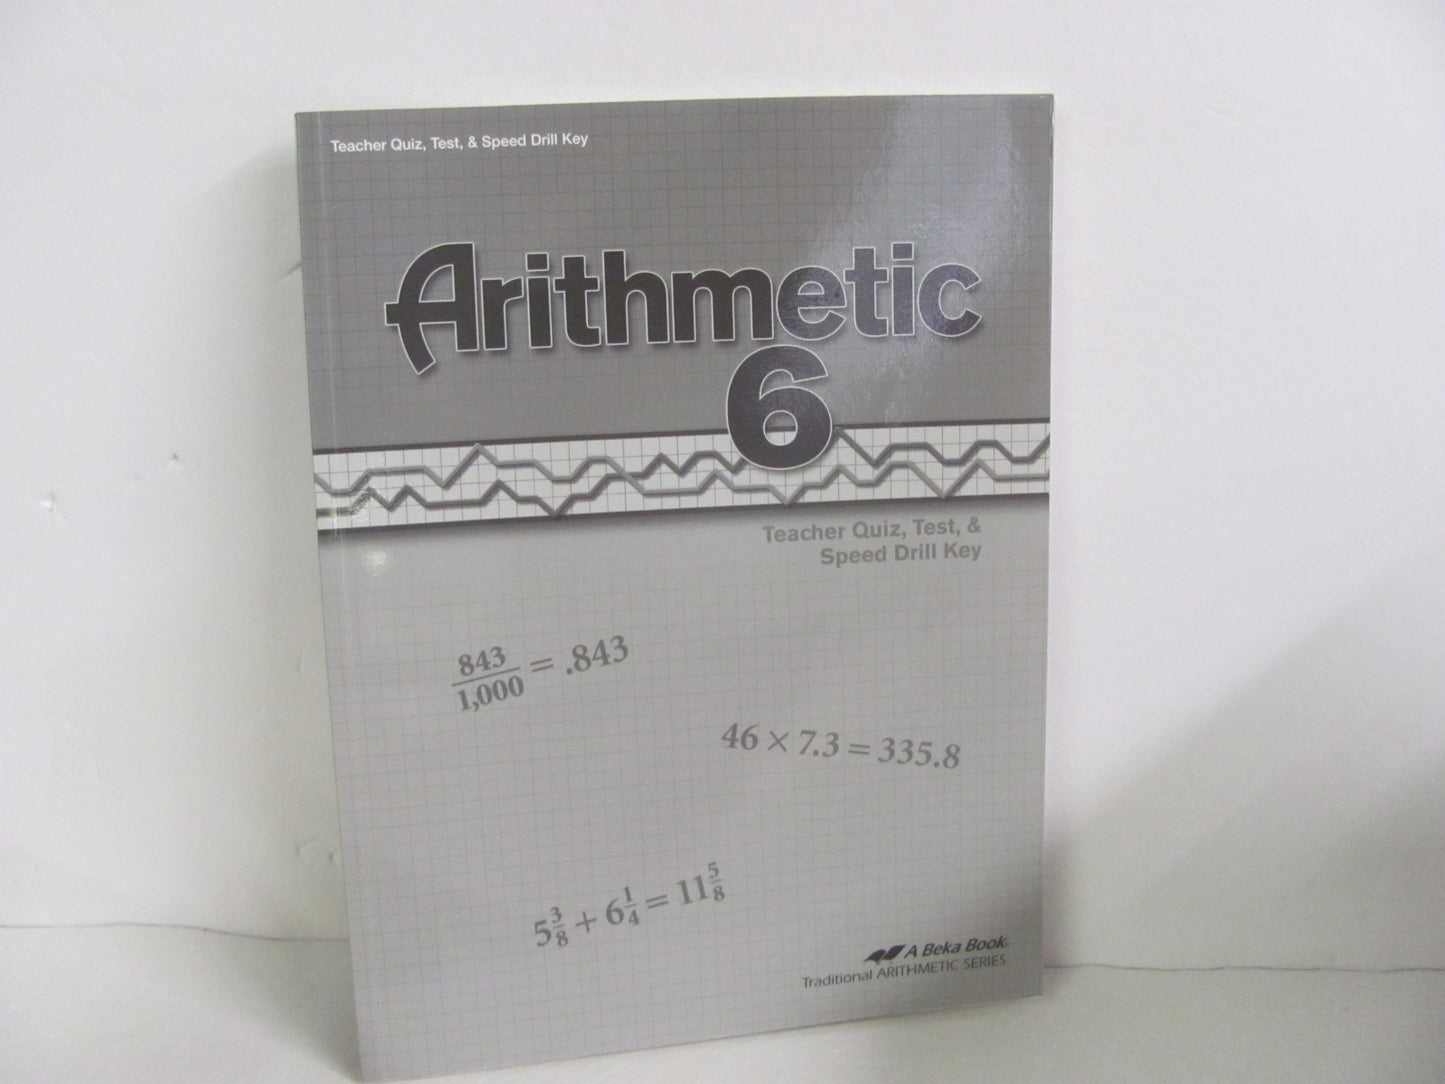 Teacher Quiz, Test, & Speed Drill Key
Arithmetic
6
Teacher Quiz, Test, &
Speed Drill Key
843/1,000 = .843
46 × 7.3 = 335.8
5 3/8 + 6 1/4 = 11 5/8
A Beka Book
Traditional ARITHMETIC SERIES